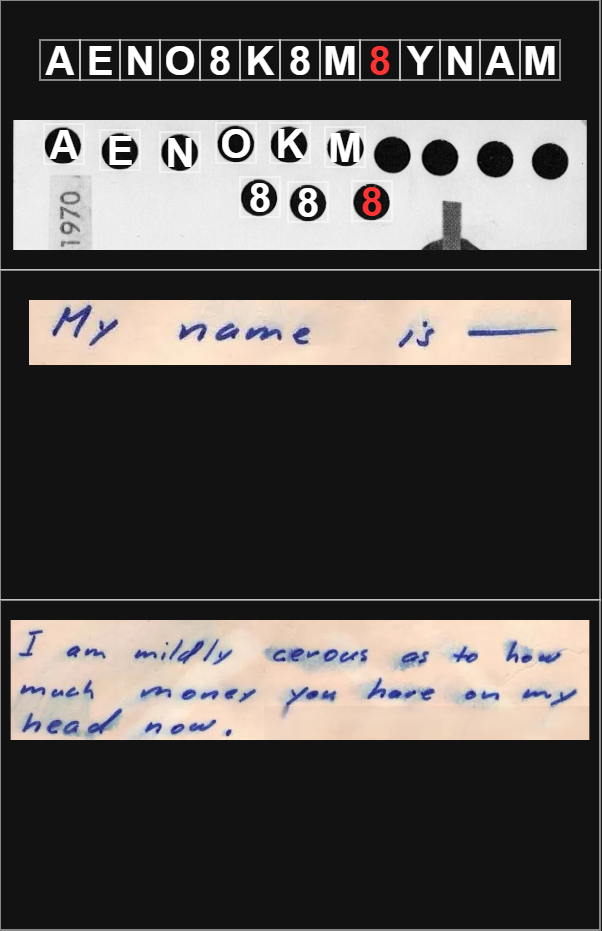 AENO8K8M8YNAM
A E N O K M
8 8 8
1970
My name is —
I am mildly cerous as to how
much money you have on my
head now.